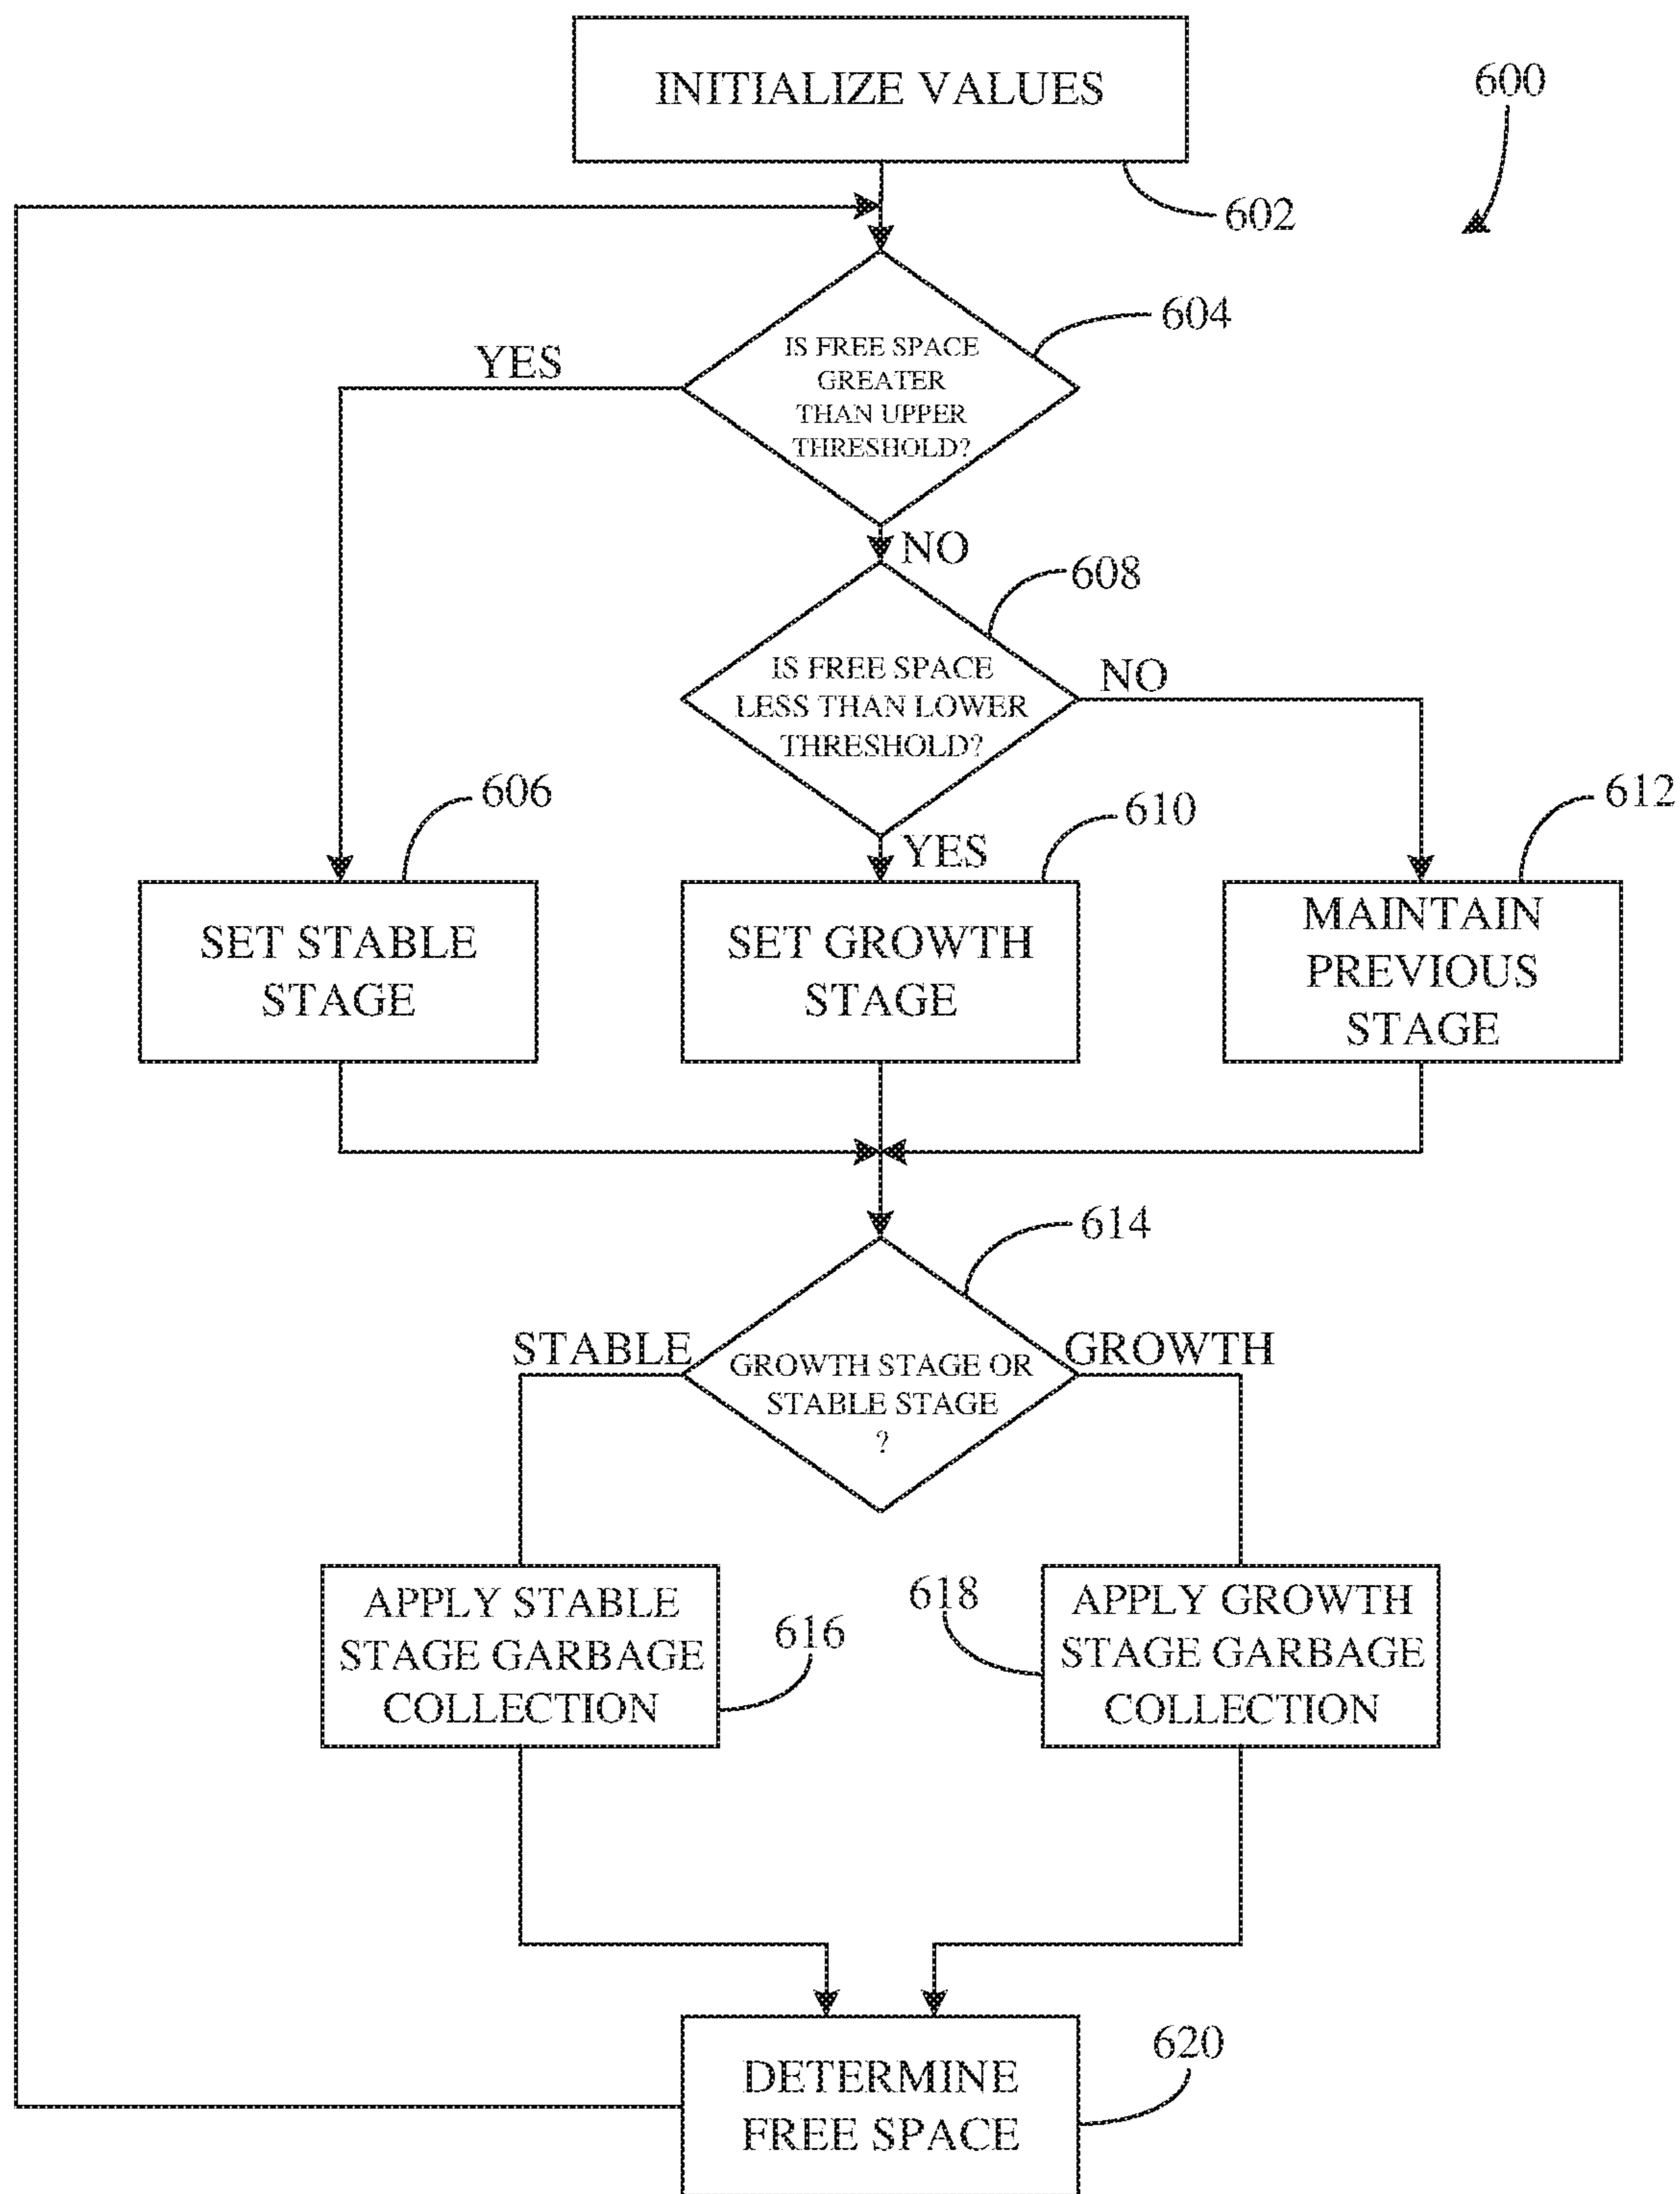 INITIALIZE VALUES
600
602
604
IS FREE SPACE
GREATER
THAN UPPER
THRESHOLD?
YES
NO
608
IS FREE SPACE
LESS THAN LOWER
THRESHOLD?
NO
YES
606
610
612
SET STABLE
STAGE
SET GROWTH
STAGE
MAINTAIN
PREVIOUS
STAGE
614
STABLE
GROWTH
GROWTH STAGE OR
STABLE STAGE
?
APPLY STABLE
STAGE GARBAGE
COLLECTION
616
618
APPLY GROWTH
STAGE GARBAGE
COLLECTION
620
DETERMINE
FREE SPACE